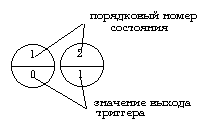 порядковый номер
состояния
1 2
0 1
значение выхода
триггера